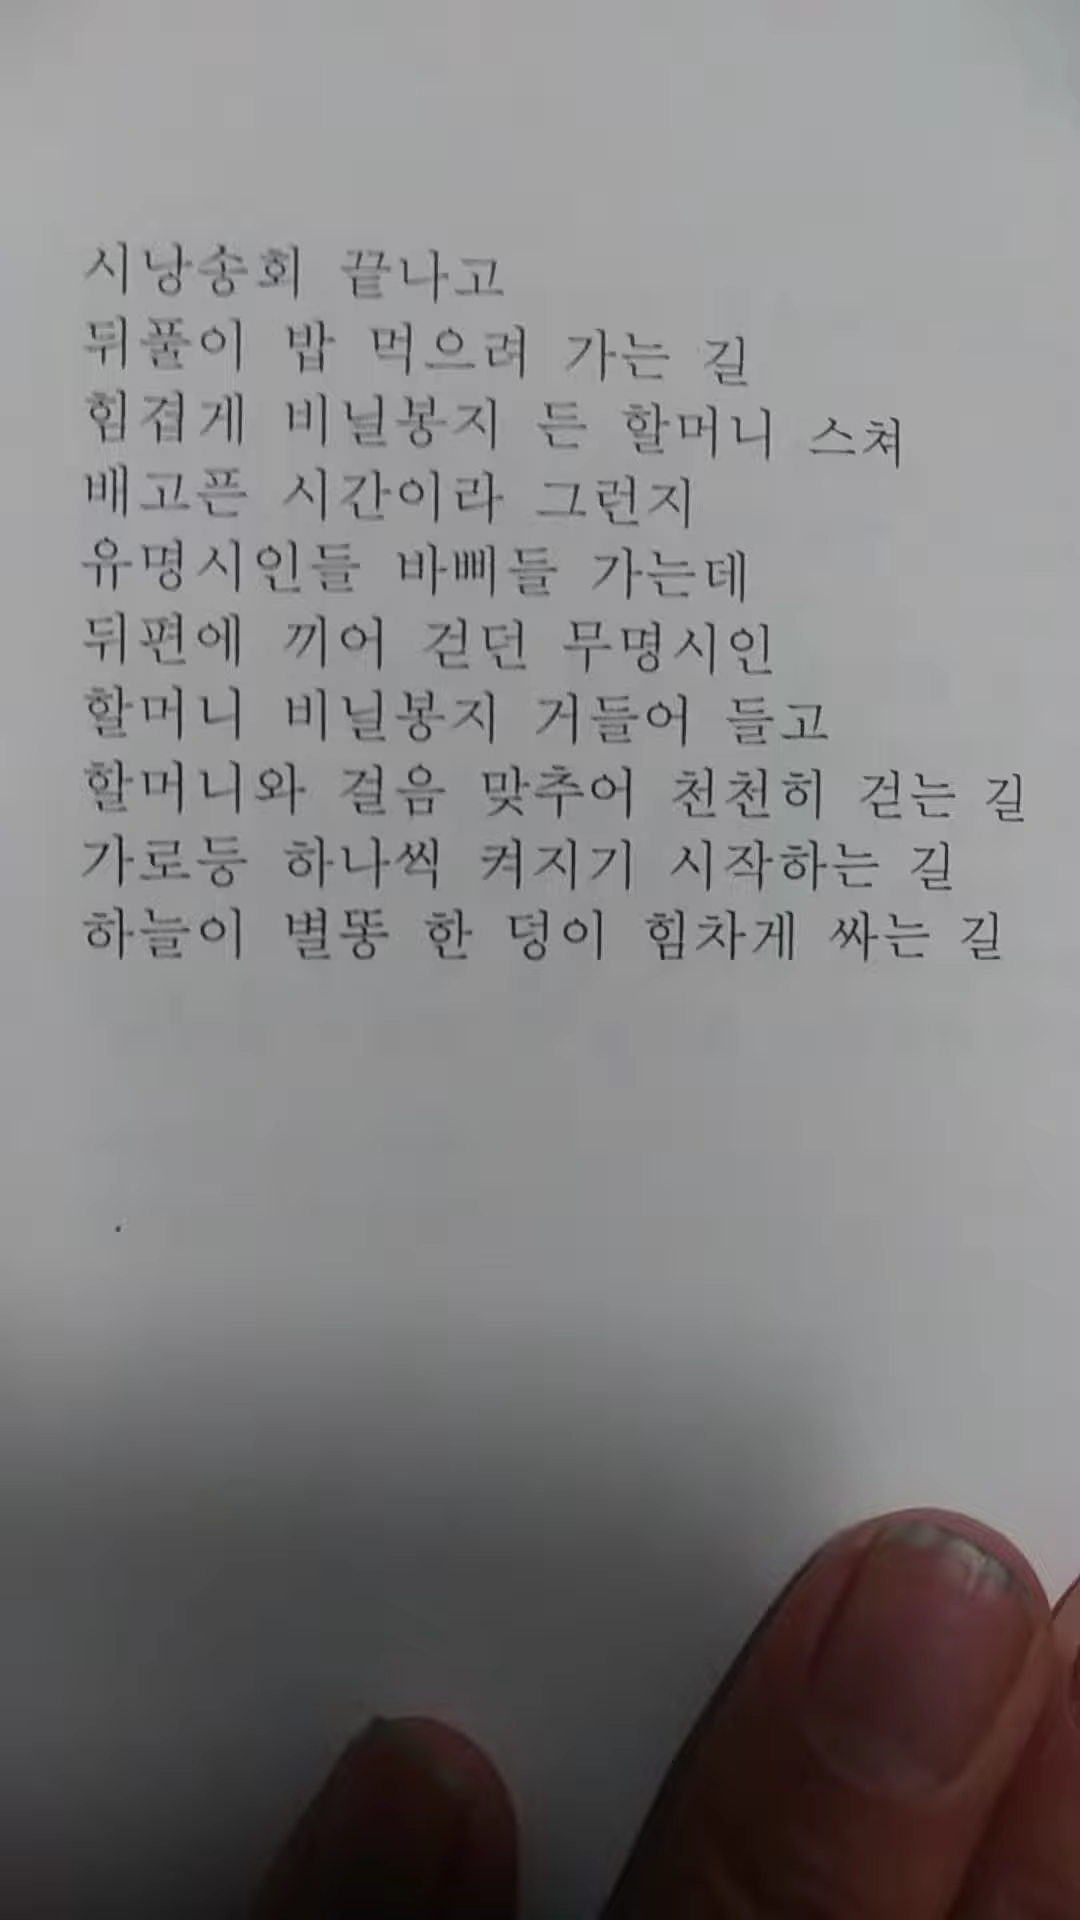 시낭송회 끝나고
뒤풀이 밥 먹으려 가는 길
힘겹게 비닐봉지 든 할머니 스쳐
배고픈 시간이라 그런지
유명시인들 바삐들 가는데
뒤편에 끼어 걷던 무명시인
할머니 비닐봉지 거들어 들고
할머니와 걸음 맞추어 천천히 걷는 길
가로등 하나씩 켜지기 시작하는 길
하늘이 별똥 한 덩이 힘차게 싸는 길